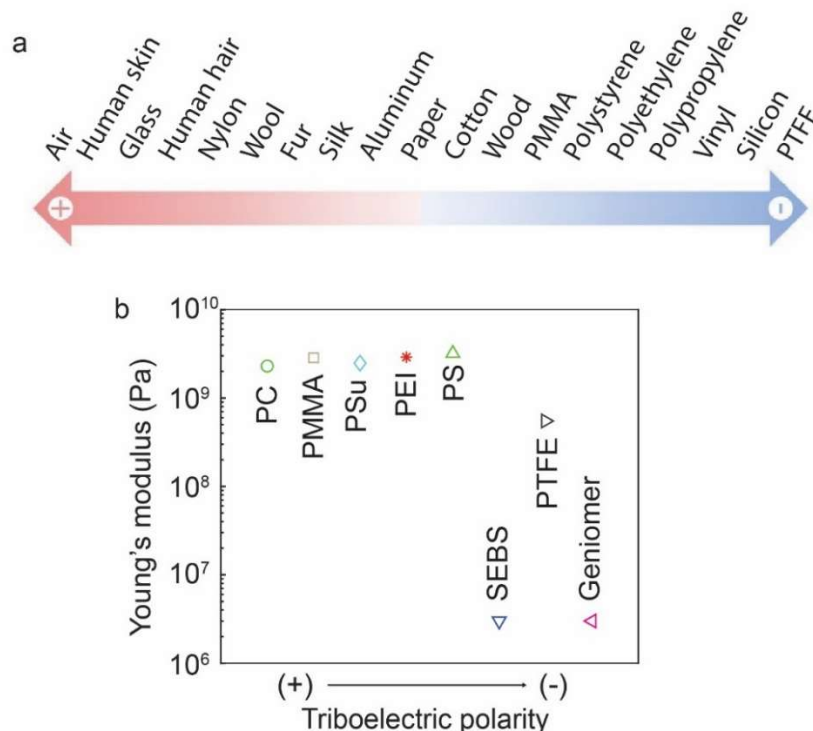 a
Air
Human skin
Glass
Human hair
Nylon
Wool
Fur
Silk
Aluminum
Paper
Cotton
Wood
PMMA
Polystyrene
Polyethylene
Polypropylene
Vinyl
Silicon
PTFE
+
-
b
Young's modulus (Pa)
10^10
10^9
10^8
10^7
10^6
PC
PMMA
PSu
PEI
PS
SEBS
PTFE
Geniomer
(+) (-)
Triboelectric polarity